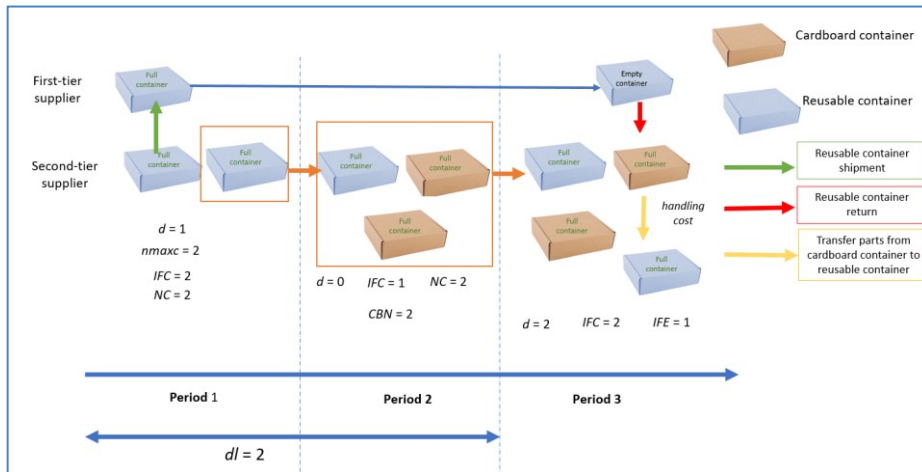 First-tier
supplier
Full
container
Empty
container
Cardboard container
Reusable container
Second-tier
supplier
Full
container
Full
container
Full
container
Full
container
Full
container
Full
container
Full
container
Full
container
Full
container
handling
cost
Reusable container
shipment
Reusable container
return
Transfer parts from
cardboard container to
reusable container
d = 1
nmaxc = 2
IFC = 2
NC = 2
d = 0
IFC = 1
NC = 2
CBN = 2
d = 2
IFC = 2
IFE = 1
Period 1
Period 2
Period 3
dl = 2